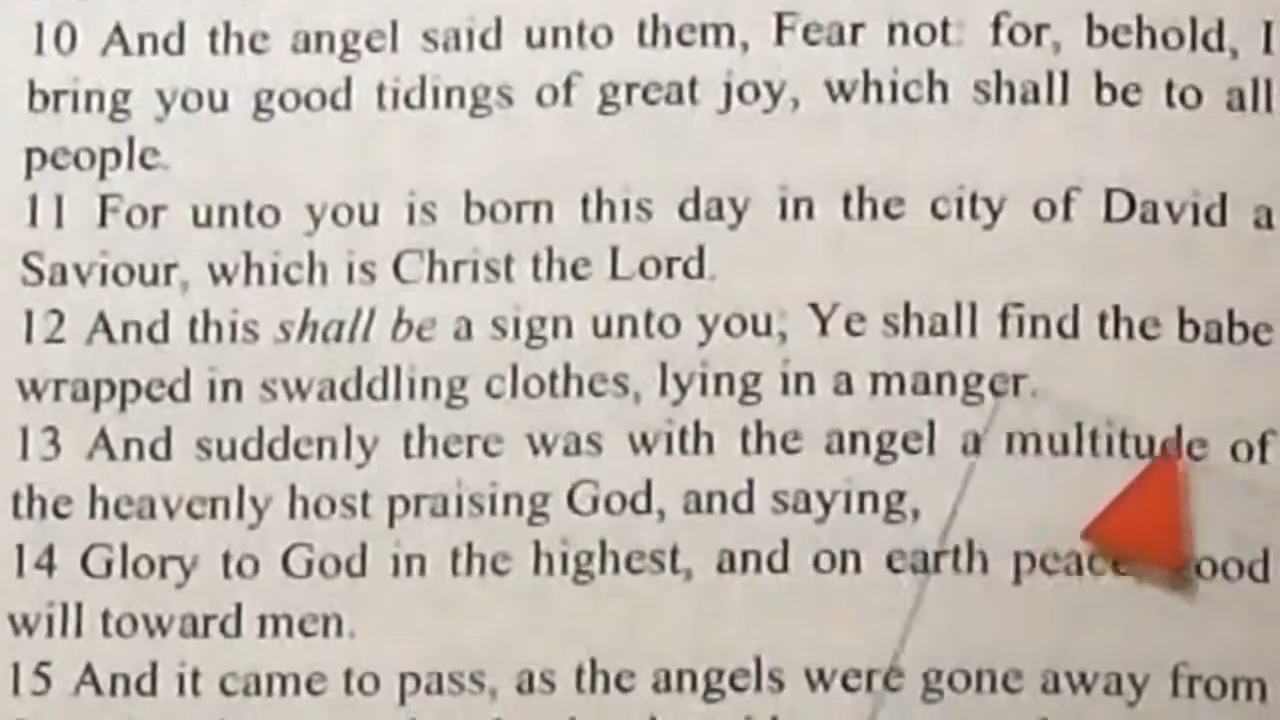 10 And the angel said unto them, Fear not: for, behold, I
bring you good tidings of great joy, which shall be to all
people.
11 For unto you is born this day in the city of David a
Saviour, which is Christ the Lord.
12 And this shall be a sign unto you; Ye shall find the babe
wrapped in swaddling clothes, lying in a manger.
13 And suddenly there was with the angel a multitude of
the heavenly host praising God, and saying,
14 Glory to God in the highest, and on earth peace ood
will toward men.
15 And it came to pass, as the angels were gone away from